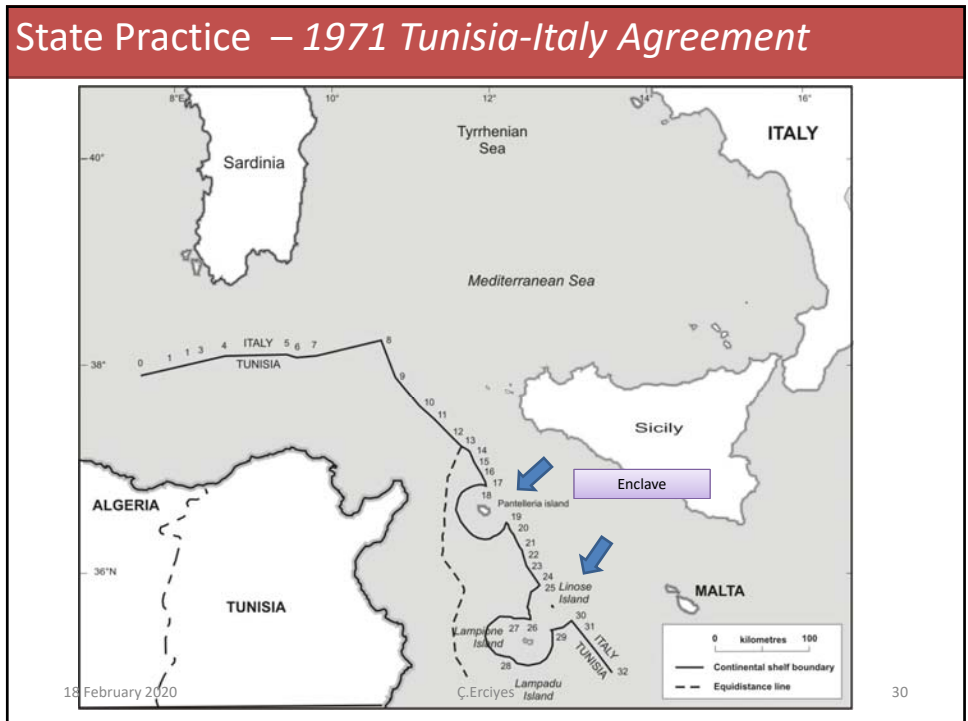 State Practice – 1971 Tunisia-Italy Agreement
8°E
10°
12°
14°
16°
40°
Sardinia
Tyrrhenian
Sea
ITALY
Mediterranean Sea
38°
0
1
1
3
4
ITALY
TUNISIA
5
6
7
8
9
10
11
12
13
14
15
16
17
18
Sicily
Enclave
Pantelleria island
19
20
21
22
23
24
25
ALGERIA
36°N
TUNISIA
Linose
Island
MALTA
Lampione
Island
27
26
28
29
30
31
ITALY
TUNISIA
32
Lampadu
Island
0 kilometres 100
Continental shelf boundary
Equidistance line
18 February 2020
Ç.Erciyes
30